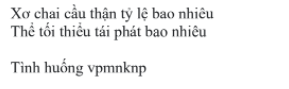 Xơ chai cầu thận tỷ lệ bao nhiêu
Thể tối thiểu tái phát bao nhiêu
Tình huống vpmnknp